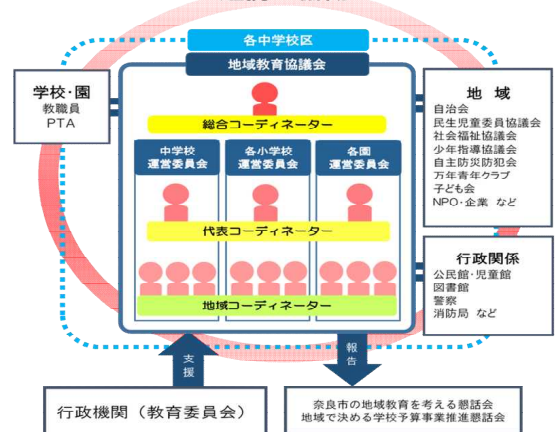 各中学校区
地域教育協議会
学校・園
教職員
PTA
総合コーディネーター
中学校
運営委員会
各小学校
運営委員会
各園
運営委員会
代表コーディネーター
地域コーディネーター
地　域
自治会
民生児童委員協議会
社会福祉協議会
少年指導協議会
自主防災防犯会
万年青年クラブ
子ども会
NPO・企業 など
行政関係
公民館・児童館
図書館
警察
消防局 など
支援
報告
行政機関（教育委員会）
奈良市の地域教育を考える懇話会
地域で決める学校予算事業推進懇話会